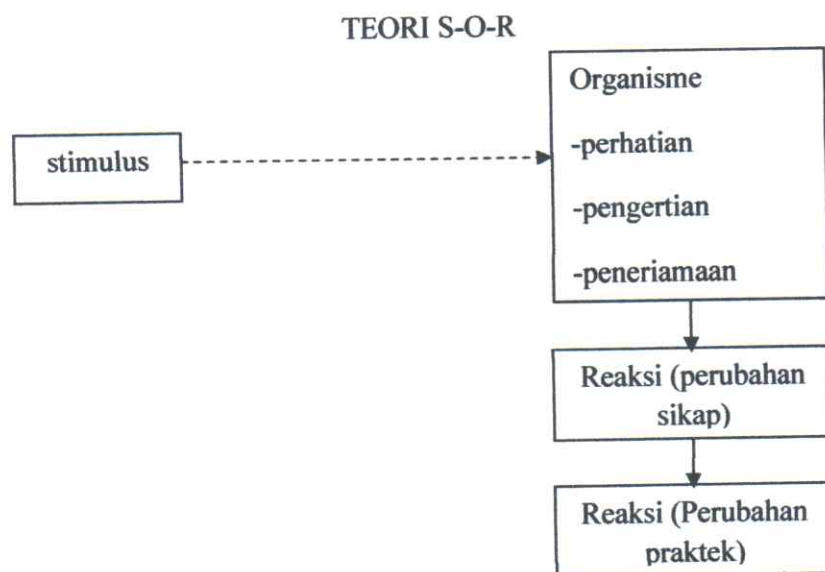 TEORI S-O-R
stimulus
Organisme
-perhatian
-pengertian
-peneriamaan
Reaksi (perubahan
sikap)
Reaksi (Perubahan
praktek)